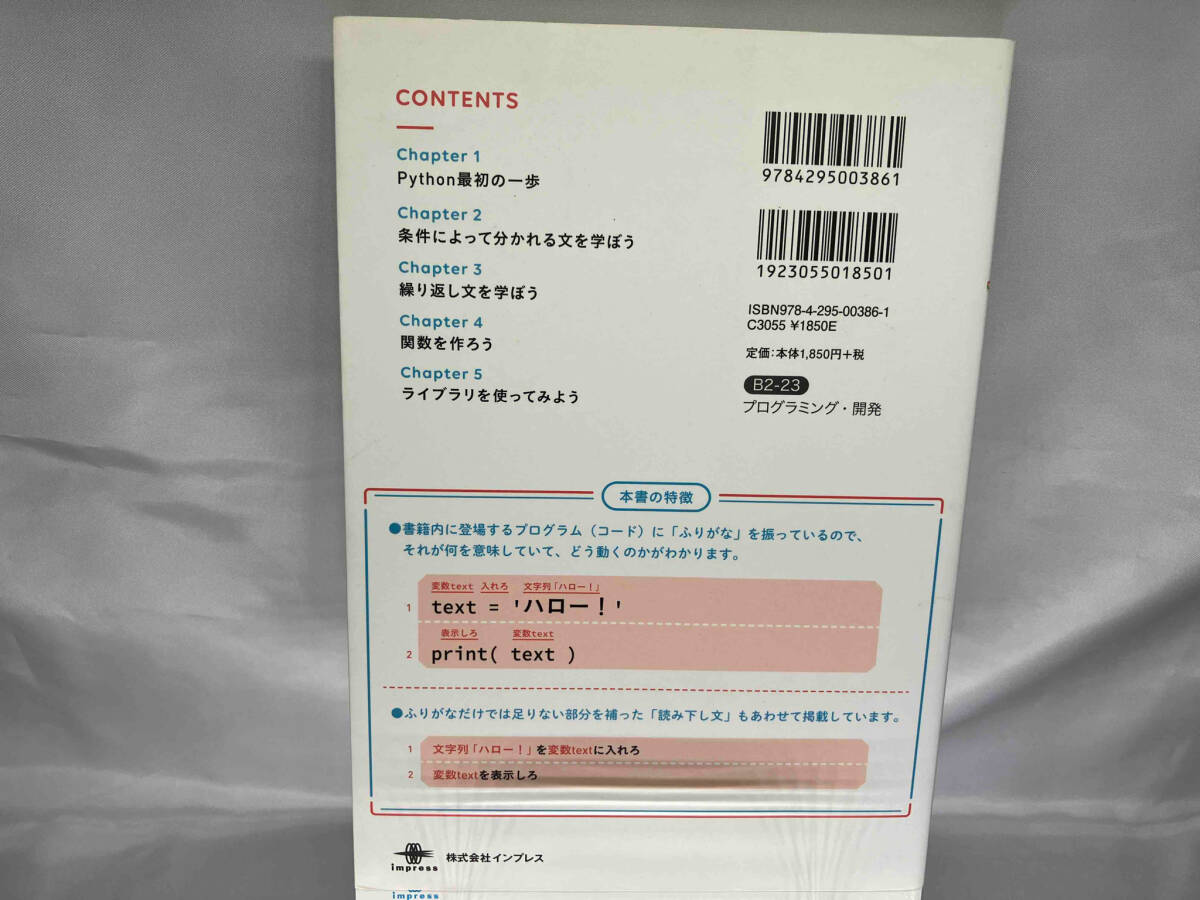 CONTENTS
Chapter 1
Python最初の一歩
Chapter 2
条件によって分かれる文を学ぼう
Chapter 3
繰り返し文を学ぼう
Chapter 4
関数を作ろう
Chapter 5
ライブラリを使ってみよう
9784295003861
1923055018501
ISBN978-4-295-00386-1
C3055 ¥1850E
定価:本体1,850円+税
B2-23
プログラミング・開発
本書の特徴
●書籍内に登場するプログラム(コード)に「ふりがな」を振っているので、
それが何を意味していて、どう動くのかがわかります。
変数text 入れろ 文字列「ハロー!」
1 text = 'ハロー!'
表示しろ 変数text
2 print( text )
●ふりがなだけでは足りない部分を補った「読み下し文」もあわせて掲載しています。
1 文字列「ハロー!」を変数textに入れろ
2 変数textを表示しろ
impress 株式会社インプレス
impress